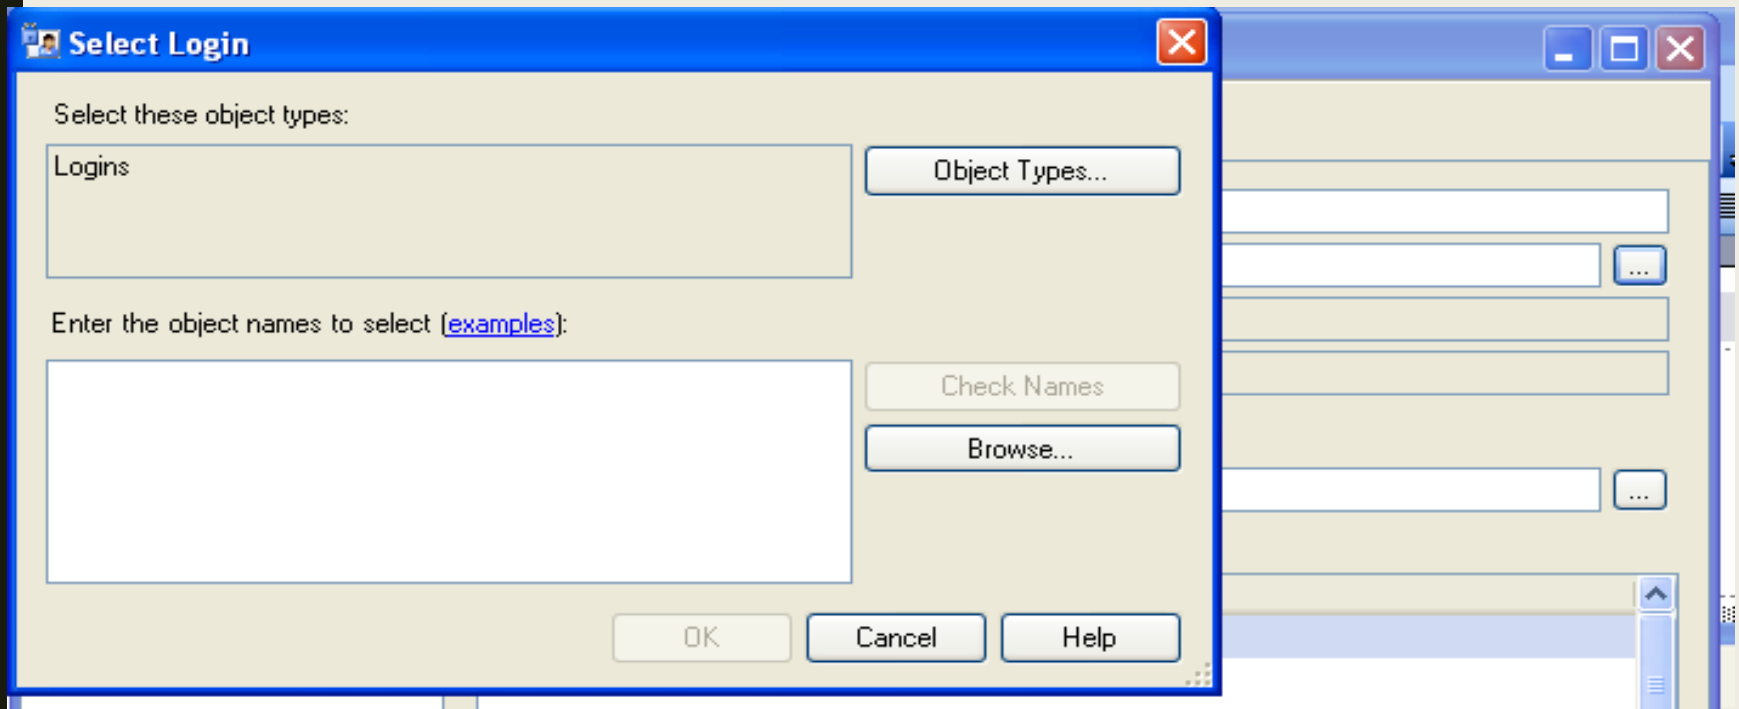 Select Login
Select these object types:
Logins
Object Types...
Enter the object names to select (examples):
Check Names
Browse...
OK
Cancel
Help
...
...